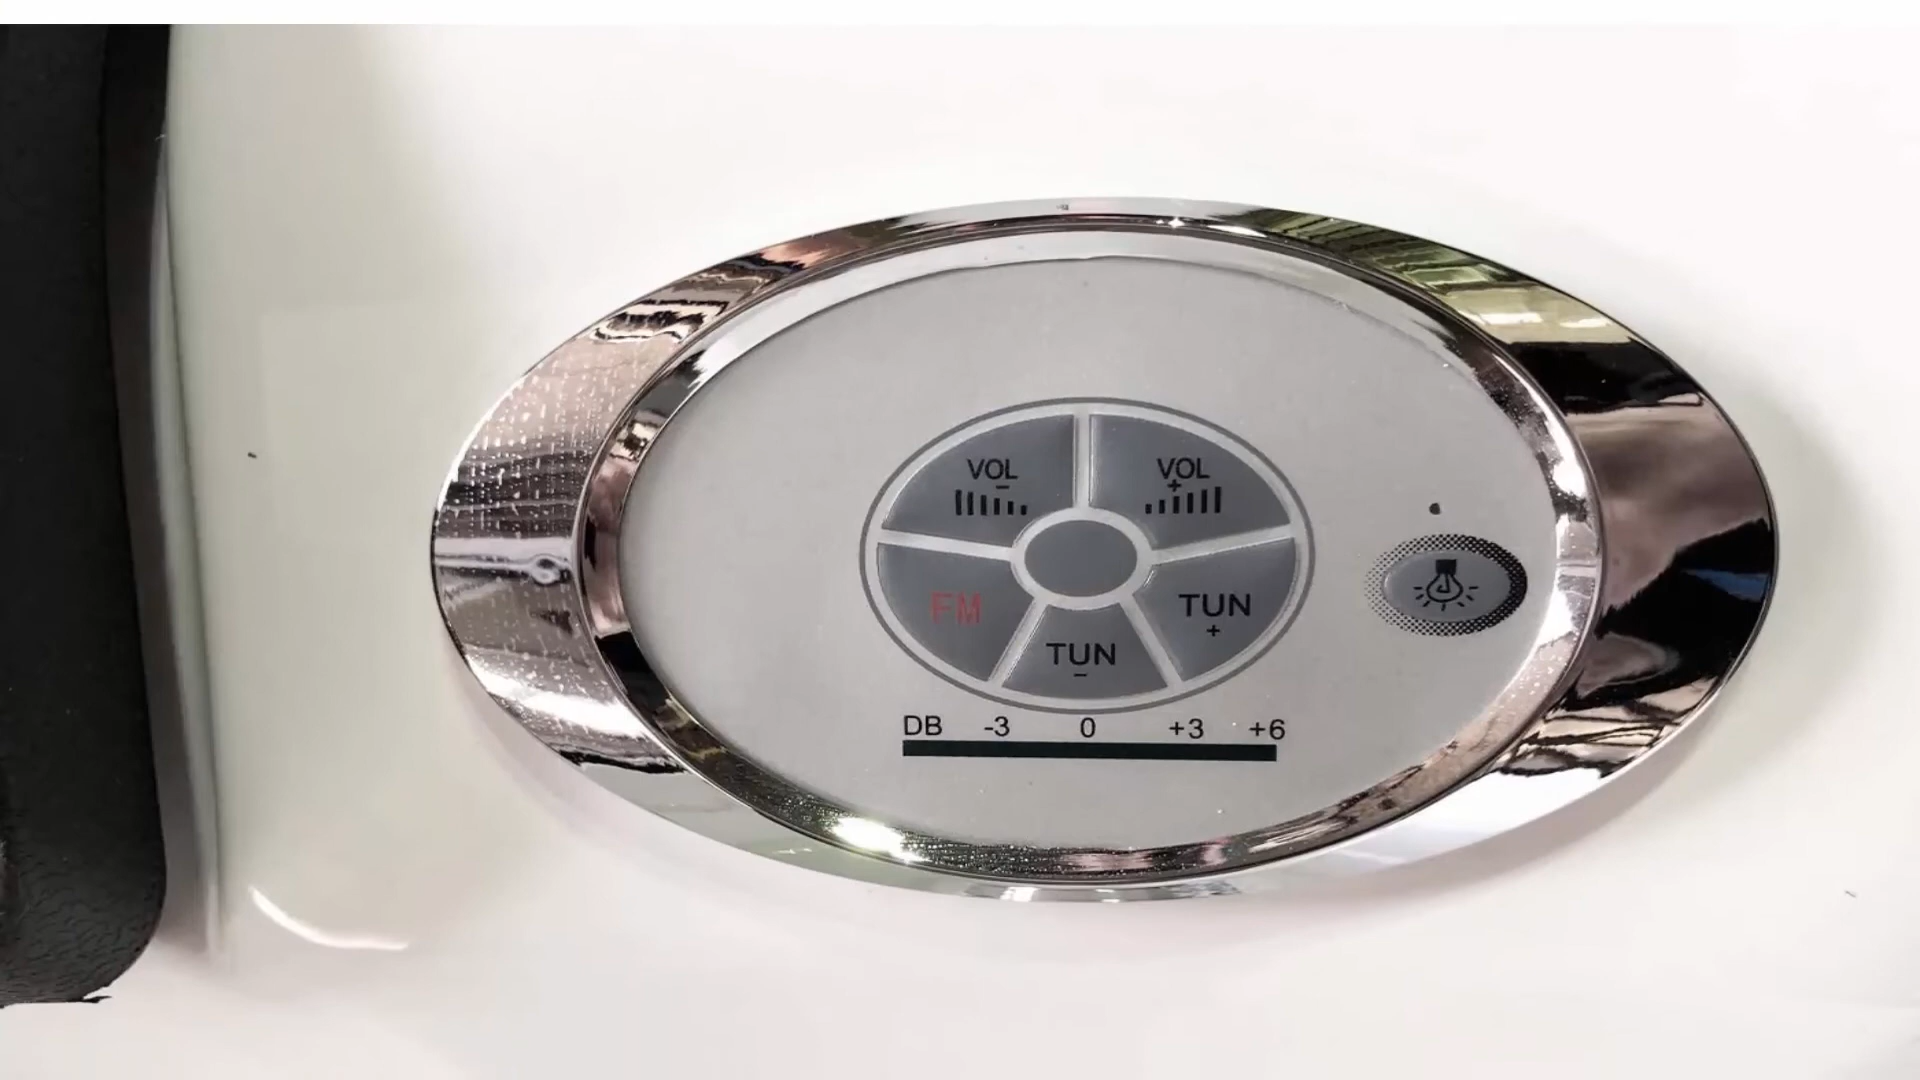 VOL VOL
- +
FM TUN
+
TUN
-
DB -3 0 +3 +6